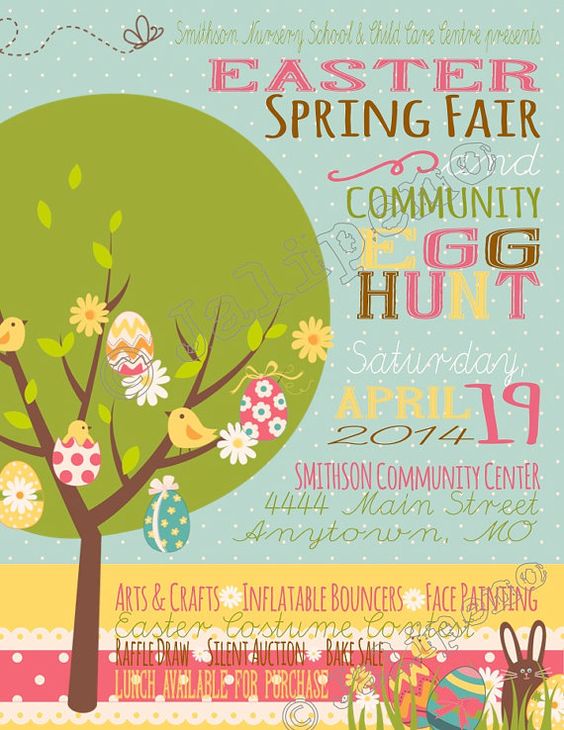 Smithson Nursery School & Child Care Centre presents
EASTER
SPRING FAIR
and
COMMUNITY
EGG
HUNT
Saturday,
APRIL 19
2014
SMITHSON COMMUNITY CENTER
4444 Main Street
Anytown, MO
ARTS & CRAFTS INFLATABLE BOUNCERS FACE PAINTING
Easter Costume Contest
RAFFLE DRAW SILENT AUCTION BAKE SALE
LUNCH AVAILABLE FOR PURCHASE
© Jalipeno
© Jalipeno